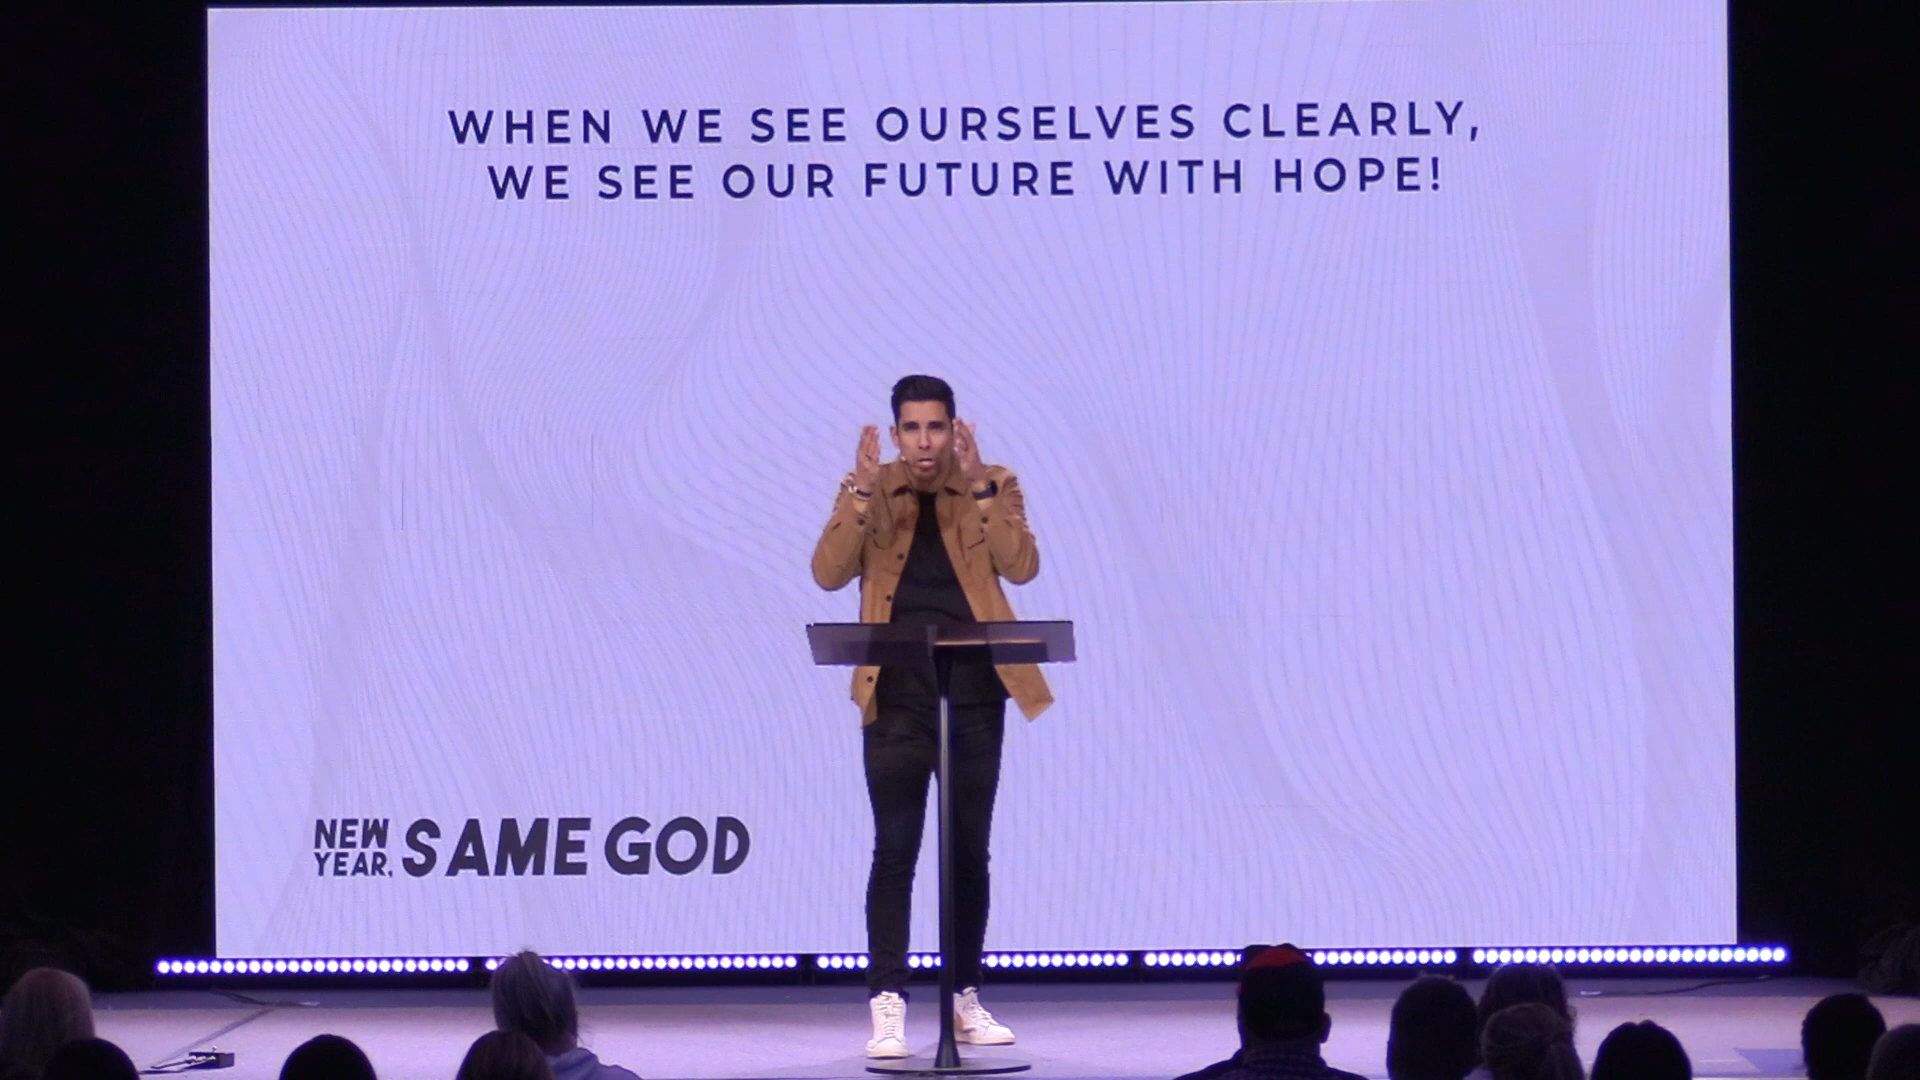 WHEN WE SEE OURSELVES CLEARLY,
WE SEE OUR FUTURE WITH HOPE!
NEW
YEAR,
SAME GOD